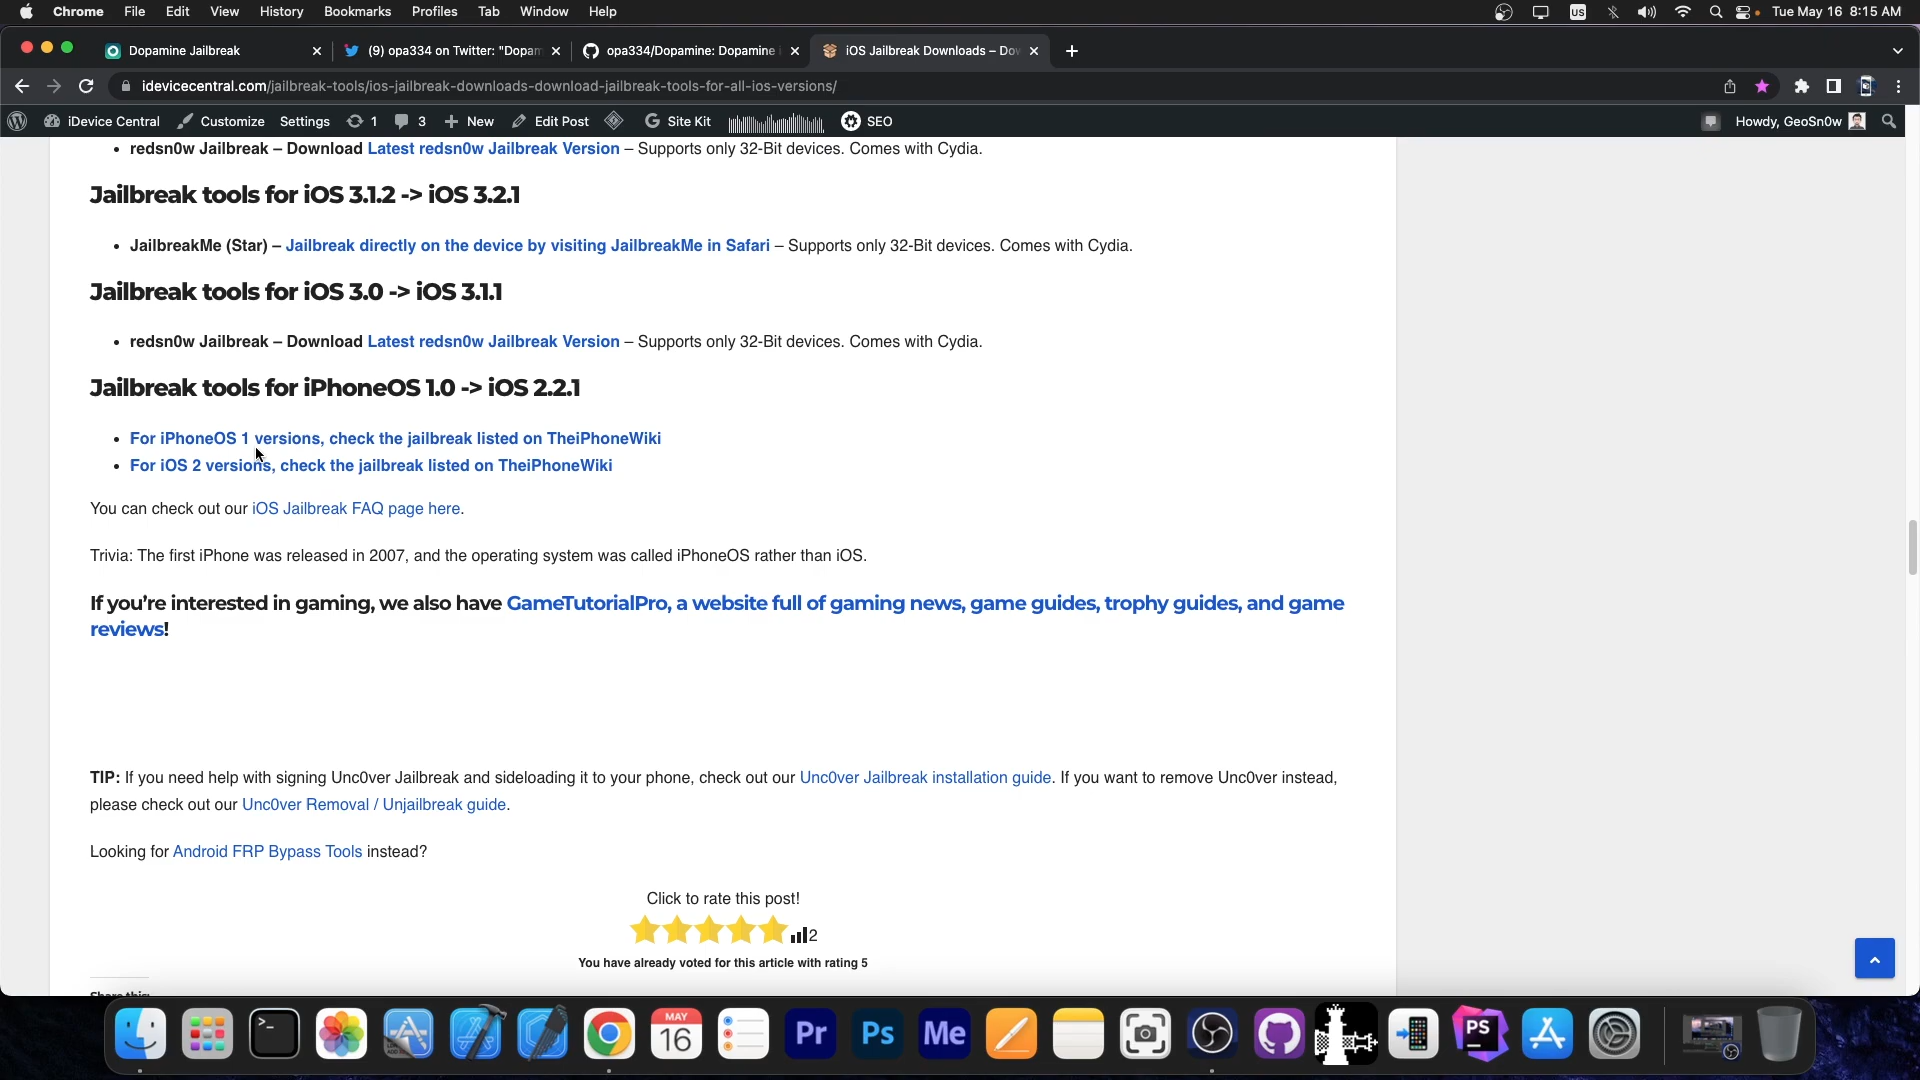 Chrome File Edit View History Bookmarks Profiles Tab Window Help US Tue May 16 8:15 AM
Dopamine Jailbreak (9) opa334 on Twitter: "Dopam opa334/Dopamine: Dopamine i iOS Jailbreak Downloads – Dow
idevicecentral.com/jailbreak-tools/ios-jailbreak-downloads-download-jailbreak-tools-for-all-ios-versions/
iDevice Central Customize Settings 1 3 New Edit Post Site Kit SEO Howdy, GeoSn0w
• redsn0w Jailbreak – Download Latest redsn0w Jailbreak Version – Supports only 32-Bit devices. Comes with Cydia.
Jailbreak tools for iOS 3.1.2 -> iOS 3.2.1
• JailbreakMe (Star) – Jailbreak directly on the device by visiting JailbreakMe in Safari – Supports only 32-Bit devices. Comes with Cydia.
Jailbreak tools for iOS 3.0 -> iOS 3.1.1
• redsn0w Jailbreak – Download Latest redsn0w Jailbreak Version – Supports only 32-Bit devices. Comes with Cydia.
Jailbreak tools for iPhoneOS 1.0 -> iOS 2.2.1
• For iPhoneOS 1 versions, check the jailbreak listed on TheiPhoneWiki
• For iOS 2 versions, check the jailbreak listed on TheiPhoneWiki
You can check out our iOS Jailbreak FAQ page here.
Trivia: The first iPhone was released in 2007, and the operating system was called iPhoneOS rather than iOS.
If you're interested in gaming, we also have GameTutorialPro, a website full of gaming news, game guides, trophy guides, and game
reviews!
TIP: If you need help with signing Unc0ver Jailbreak and sideloading it to your phone, check out our Unc0ver Jailbreak installation guide. If you want to remove Unc0ver instead,
please check out our Unc0ver Removal / Unjailbreak guide.
Looking for Android FRP Bypass Tools instead?
Click to rate this post!
2
You have already voted for this article with rating 5
Share this:
MAY
16 Pr Ps Me PS